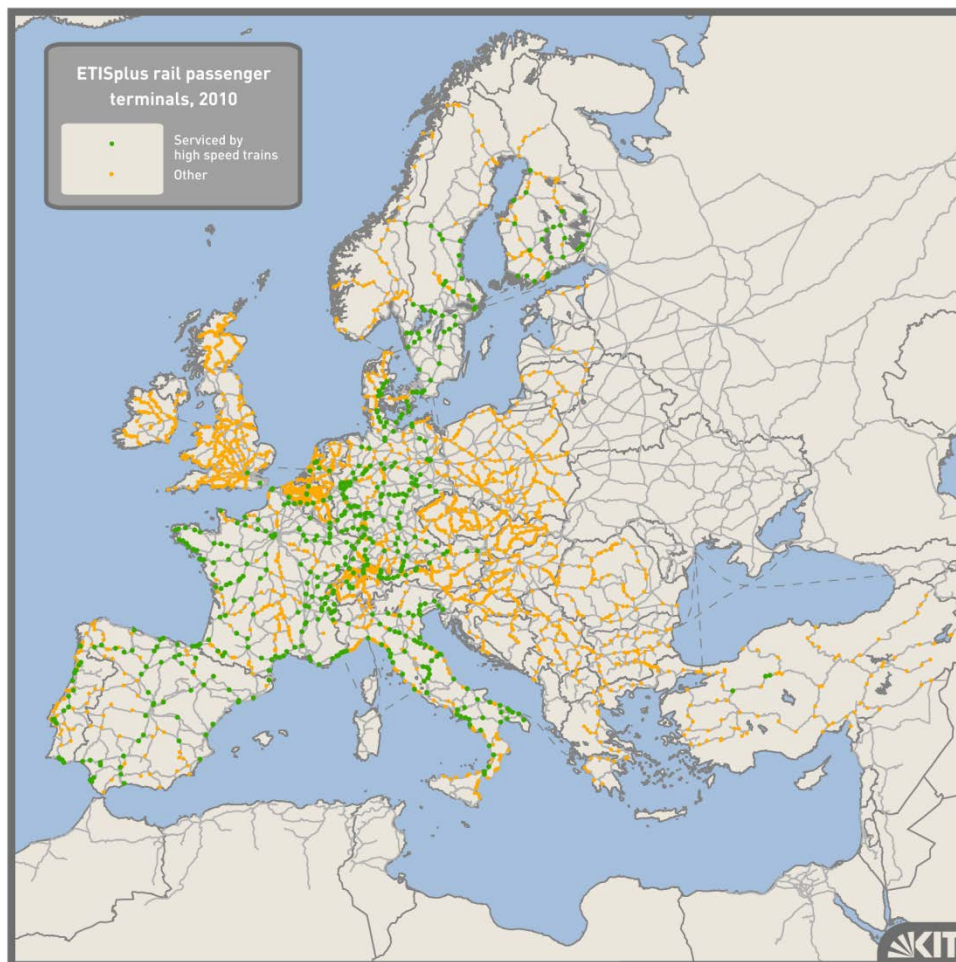 ETISplus rail passenger
terminals, 2010
Serviced by
high speed trains
Other
KIT